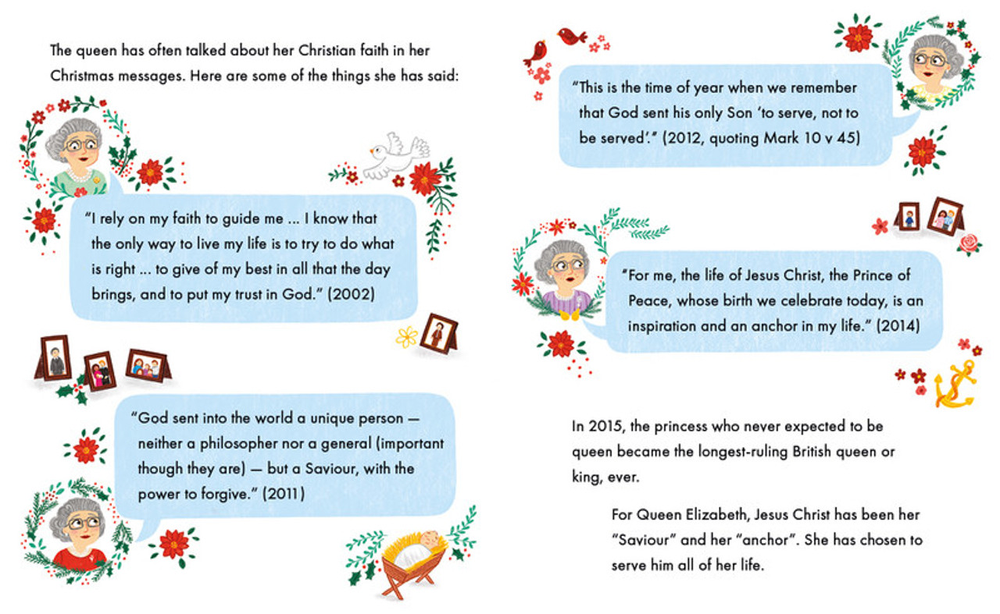 The queen has often talked about her Christian faith in her
Christmas messages. Here are some of the things she has said:
“I rely on my faith to guide me ... I know that
the only way to live my life is to try to do what
is right ... to give of my best in all that the day
brings, and to put my trust in God.” (2002)
“God sent into the world a unique person —
neither a philosopher nor a general (important
though they are) — but a Saviour, with the
power to forgive.” (2011)
“This is the time of year when we remember
that God sent his only Son ‘to serve, not to
be served’.” (2012, quoting Mark 10 v 45)
“For me, the life of Jesus Christ, the Prince of
Peace, whose birth we celebrate today, is an
inspiration and an anchor in my life.” (2014)
In 2015, the princess who never expected to be
queen became the longest-ruling British queen or
king, ever.
For Queen Elizabeth, Jesus Christ has been her
“Saviour” and her “anchor”. She has chosen to
serve him all of her life.